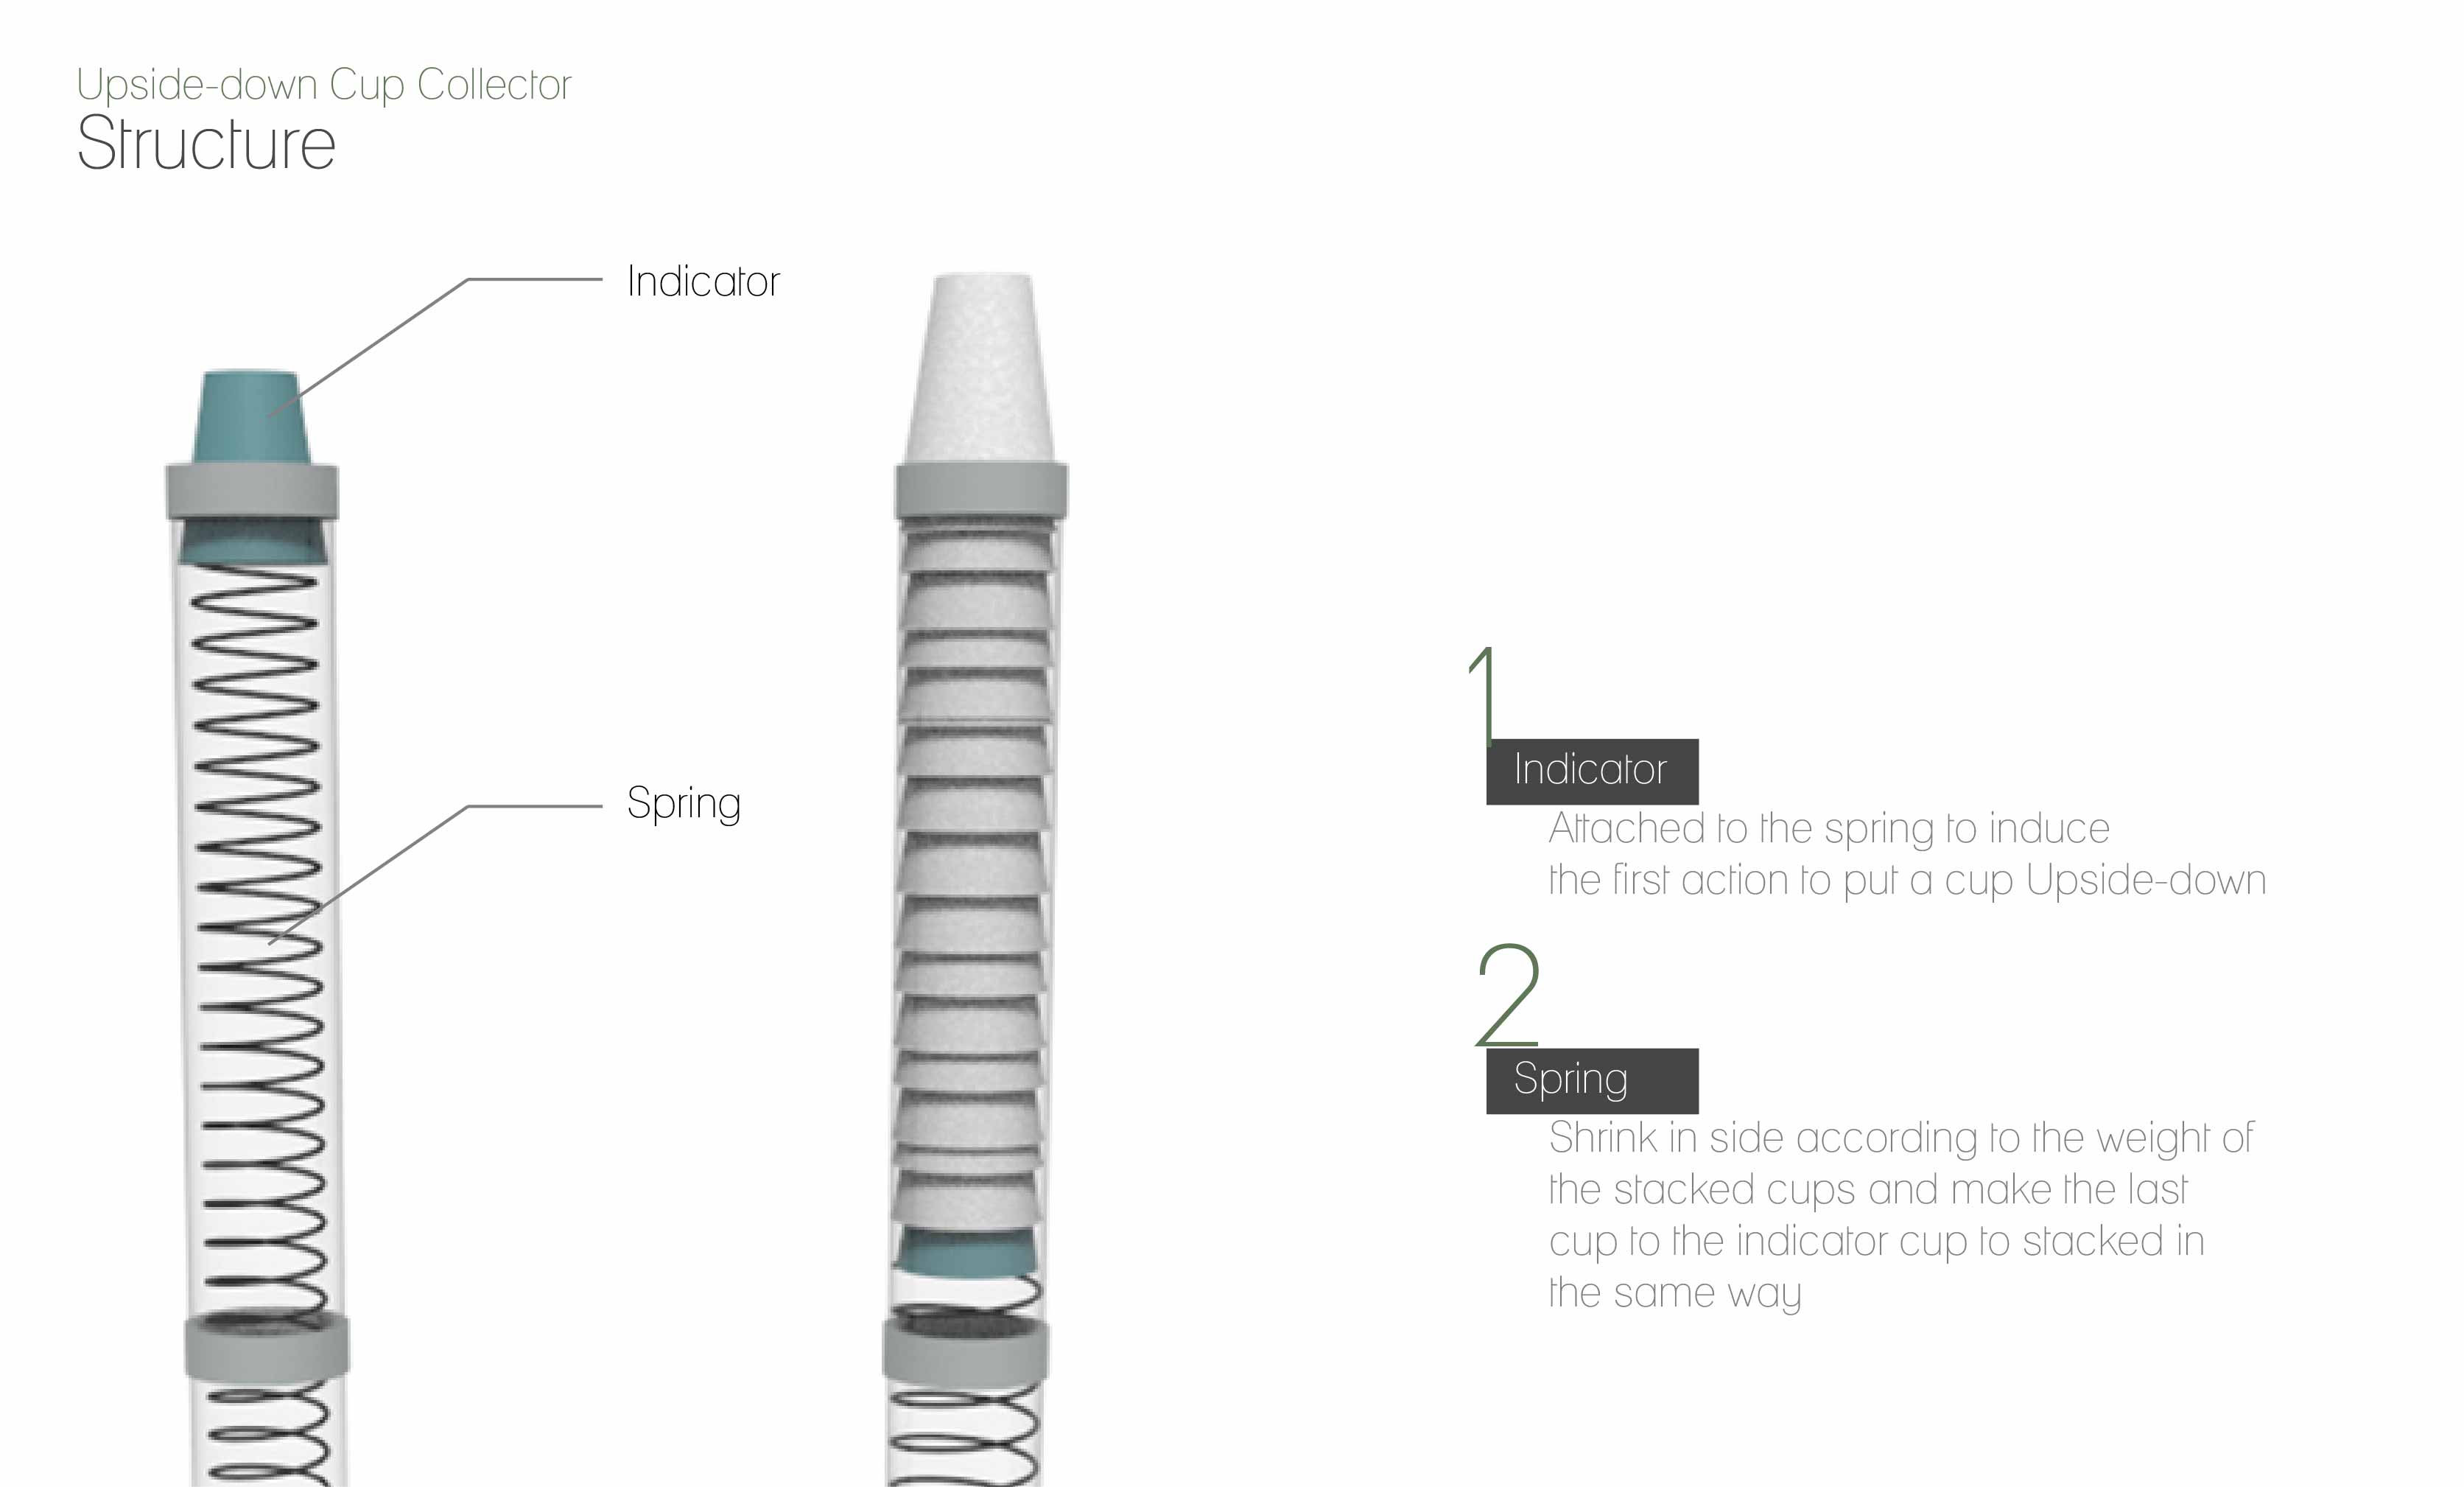 Upside-down Cup Collector
Structure
Indicator
Spring
1
Indicator
Attached to the spring to induce
the first action to put a cup Upside-down
2
Spring
Shrink in side according to the weight of
the stacked cups and make the last
cup to the indicator cup to stacked in
the same way